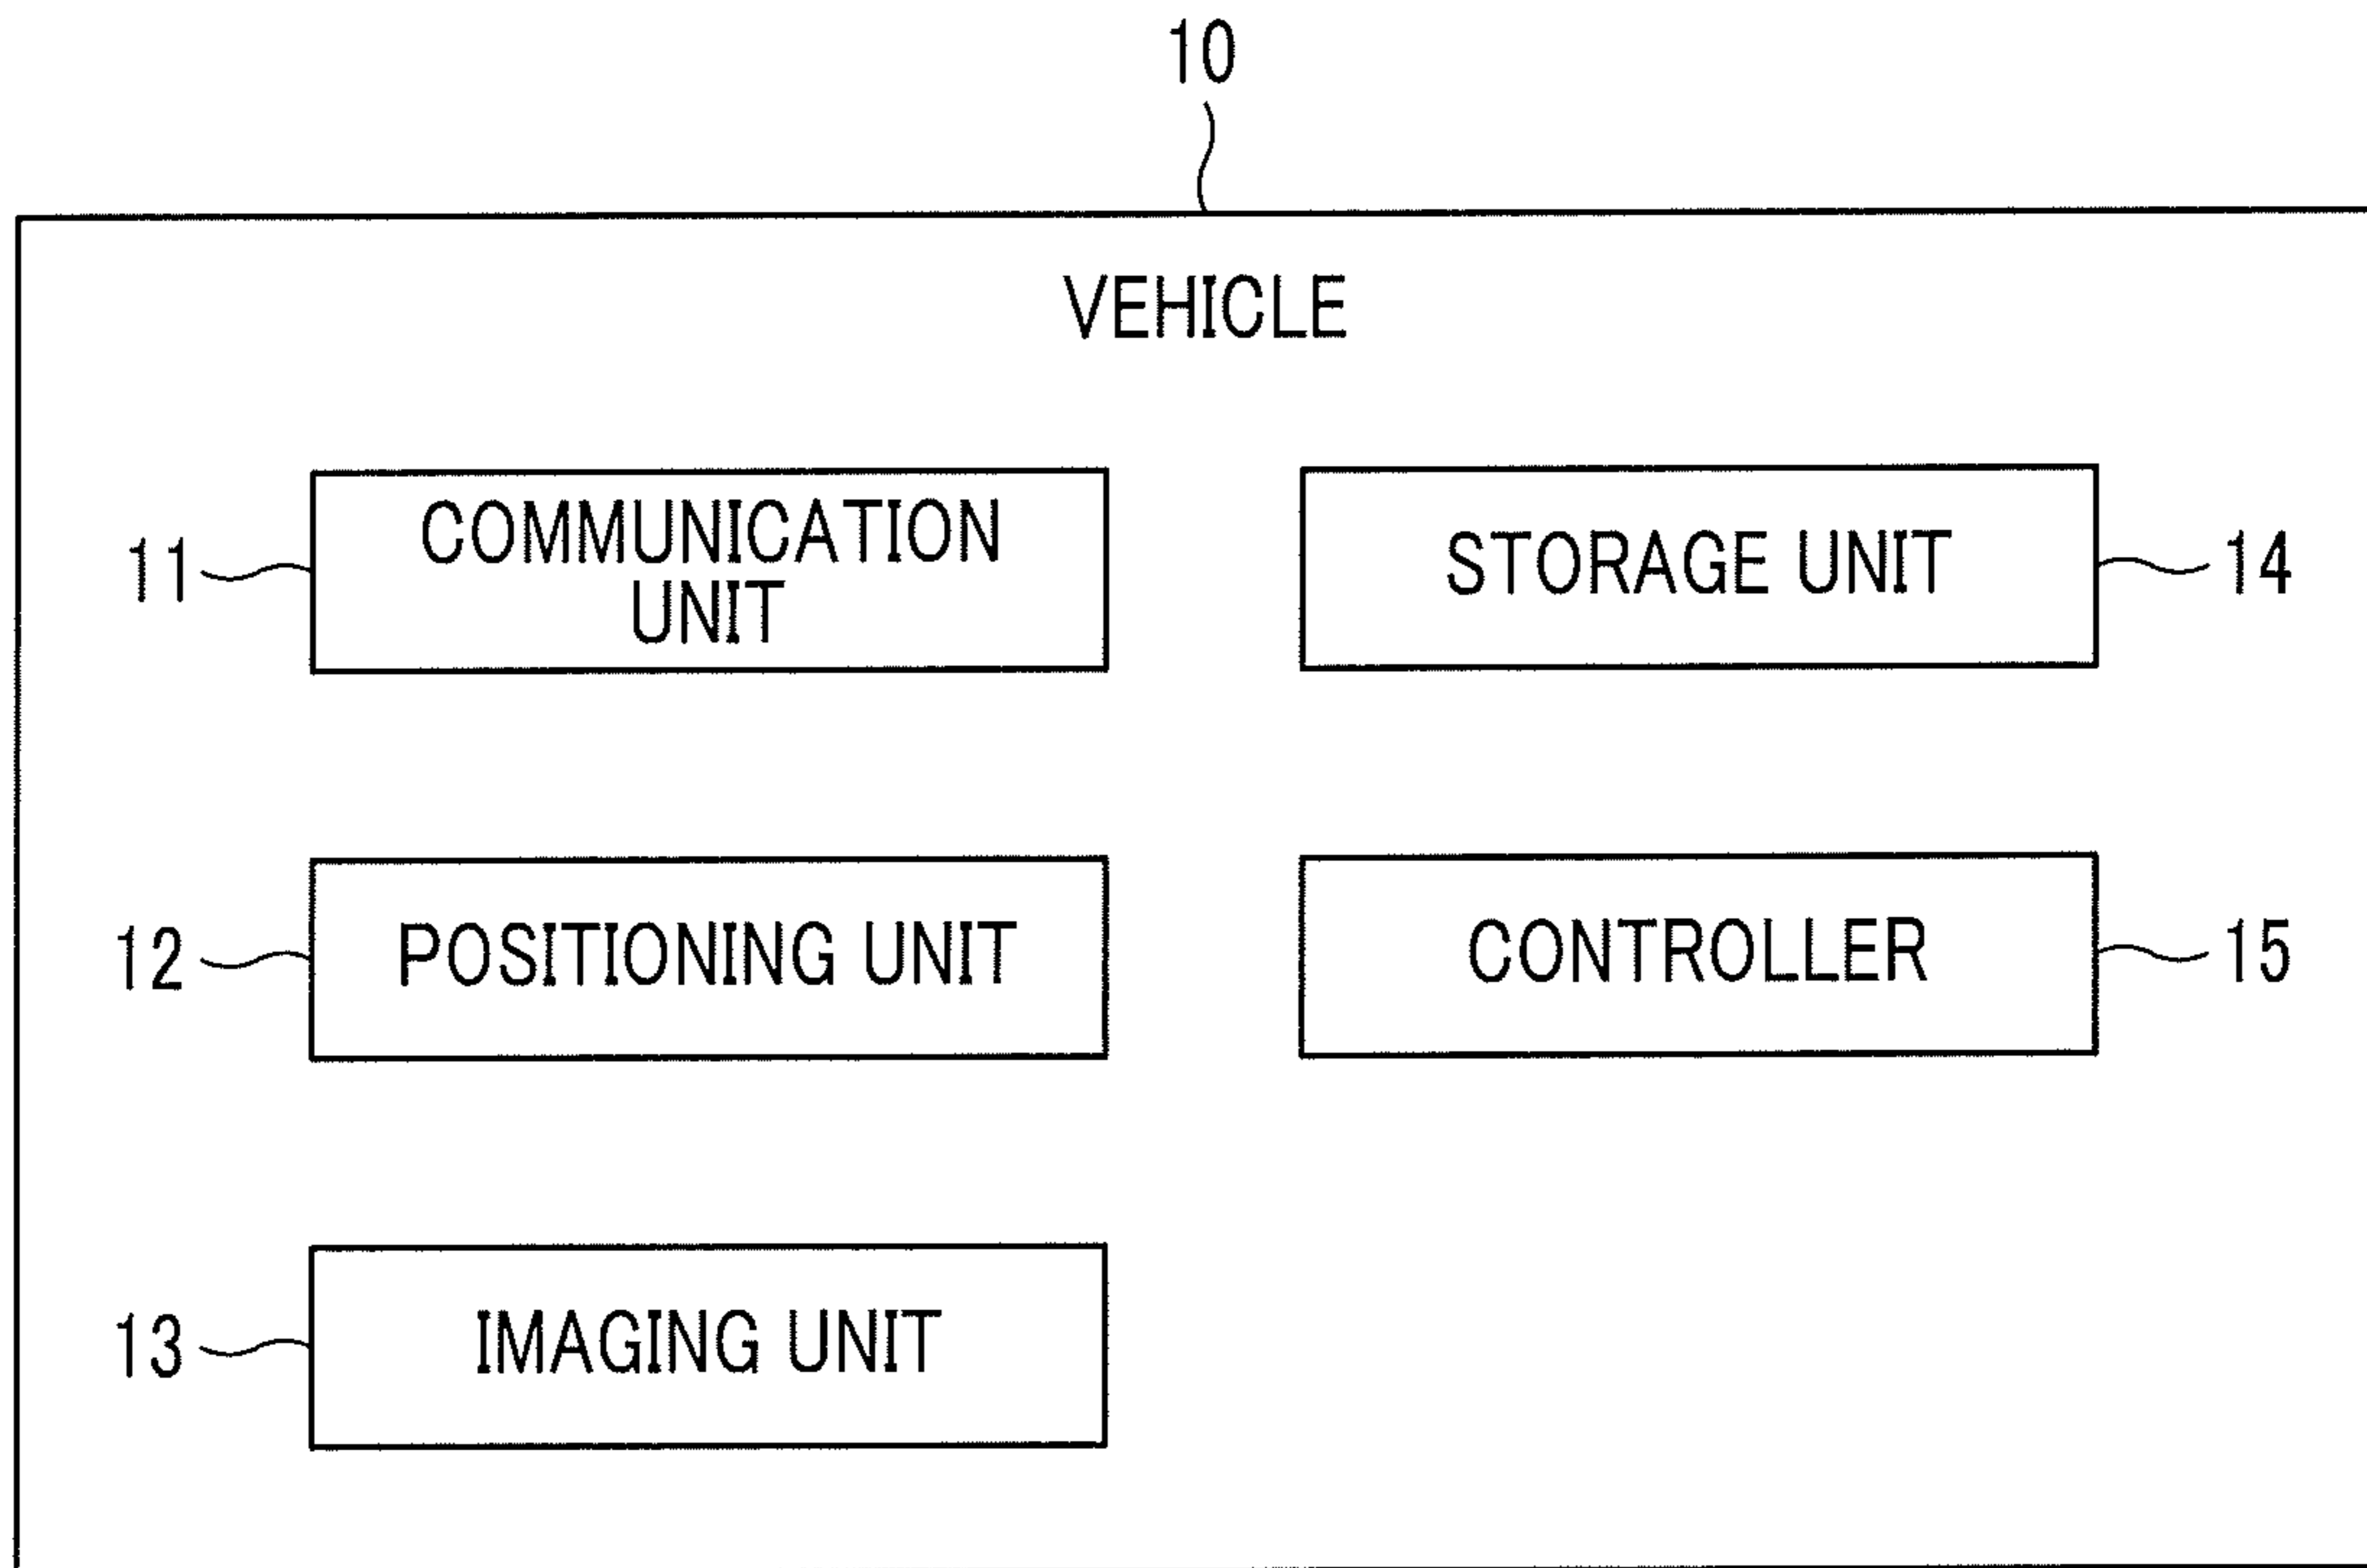 10
VEHICLE
11
COMMUNICATION
UNIT
STORAGE UNIT
14
12
POSITIONING UNIT
CONTROLLER
15
13
IMAGING UNIT